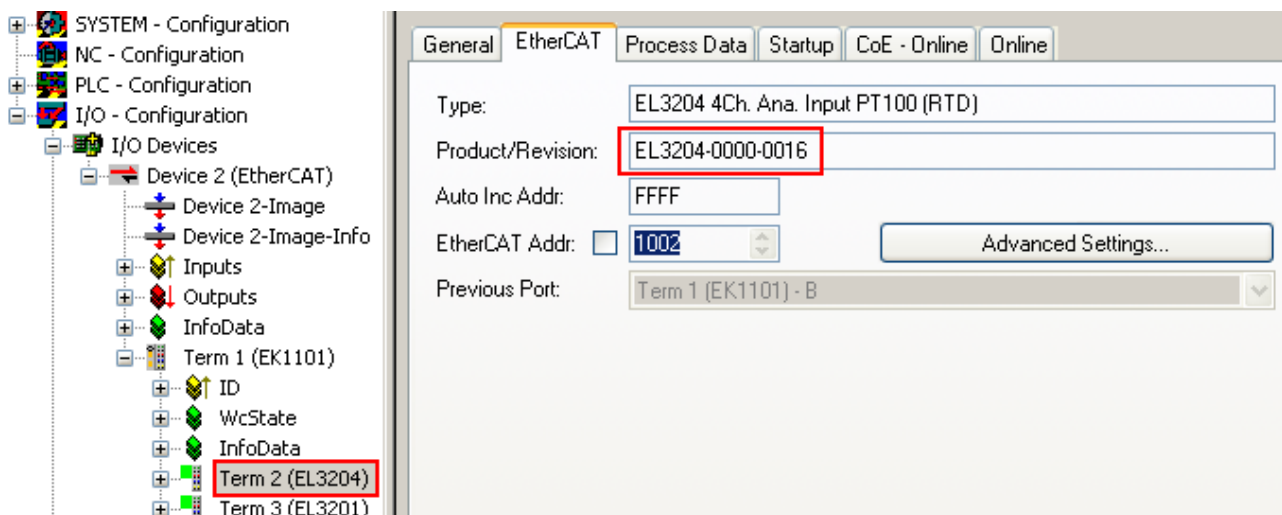 SYSTEM - Configuration
NC - Configuration
PLC - Configuration
I/O - Configuration
I/O Devices
Device 2 (EtherCAT)
Device 2-Image
Device 2-Image-Info
Inputs
Outputs
InfoData
Term 1 (EK1101)
ID
WcState
InfoData
Term 2 (EL3204)
Term 3 (EL3201)
General EtherCAT Process Data Startup CoE - Online Online
Type: EL3204 4Ch. Ana. Input PT100 (RTD)
Product/Revision: EL3204-0000-0016
Auto Inc Addr: FFFF
EtherCAT Addr: 1002 Advanced Settings...
Previous Port: Term 1 (EK1101) - B